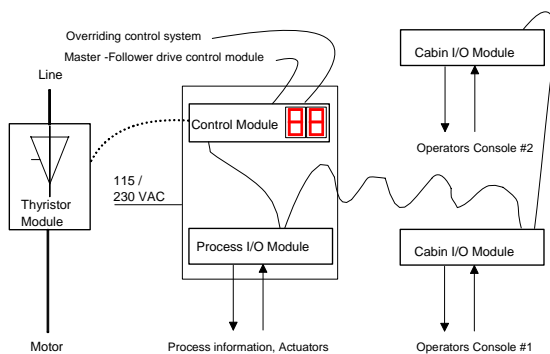 Overriding control system
Master -Follower drive control module
Line
Cabin I/O Module
Control Module 88
Operators Console #2
Thyristor
Module
115 /
230 VAC
Process I/O Module
Cabin I/O Module
Motor
Process information, Actuators
Operators Console #1